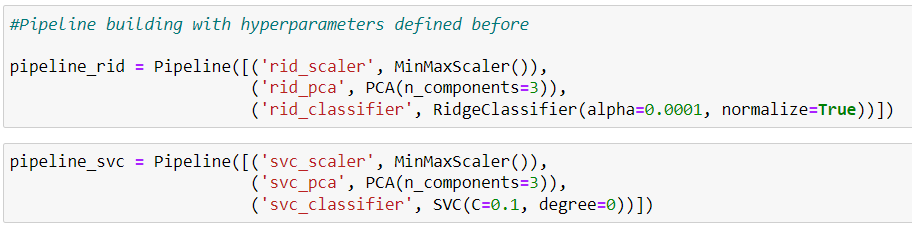 #Pipeline building with hyperparameters defined before
pipeline_rid = Pipeline([('rid_scaler', MinMaxScaler()),
('rid_pca', PCA(n_components=3)),
('rid_classifier', RidgeClassifier(alpha=0.0001, normalize=True))])
pipeline_svc = Pipeline([('svc_scaler', MinMaxScaler()),
('svc_pca', PCA(n_components=3)),
('svc_classifier', SVC(C=0.1, degree=0))])